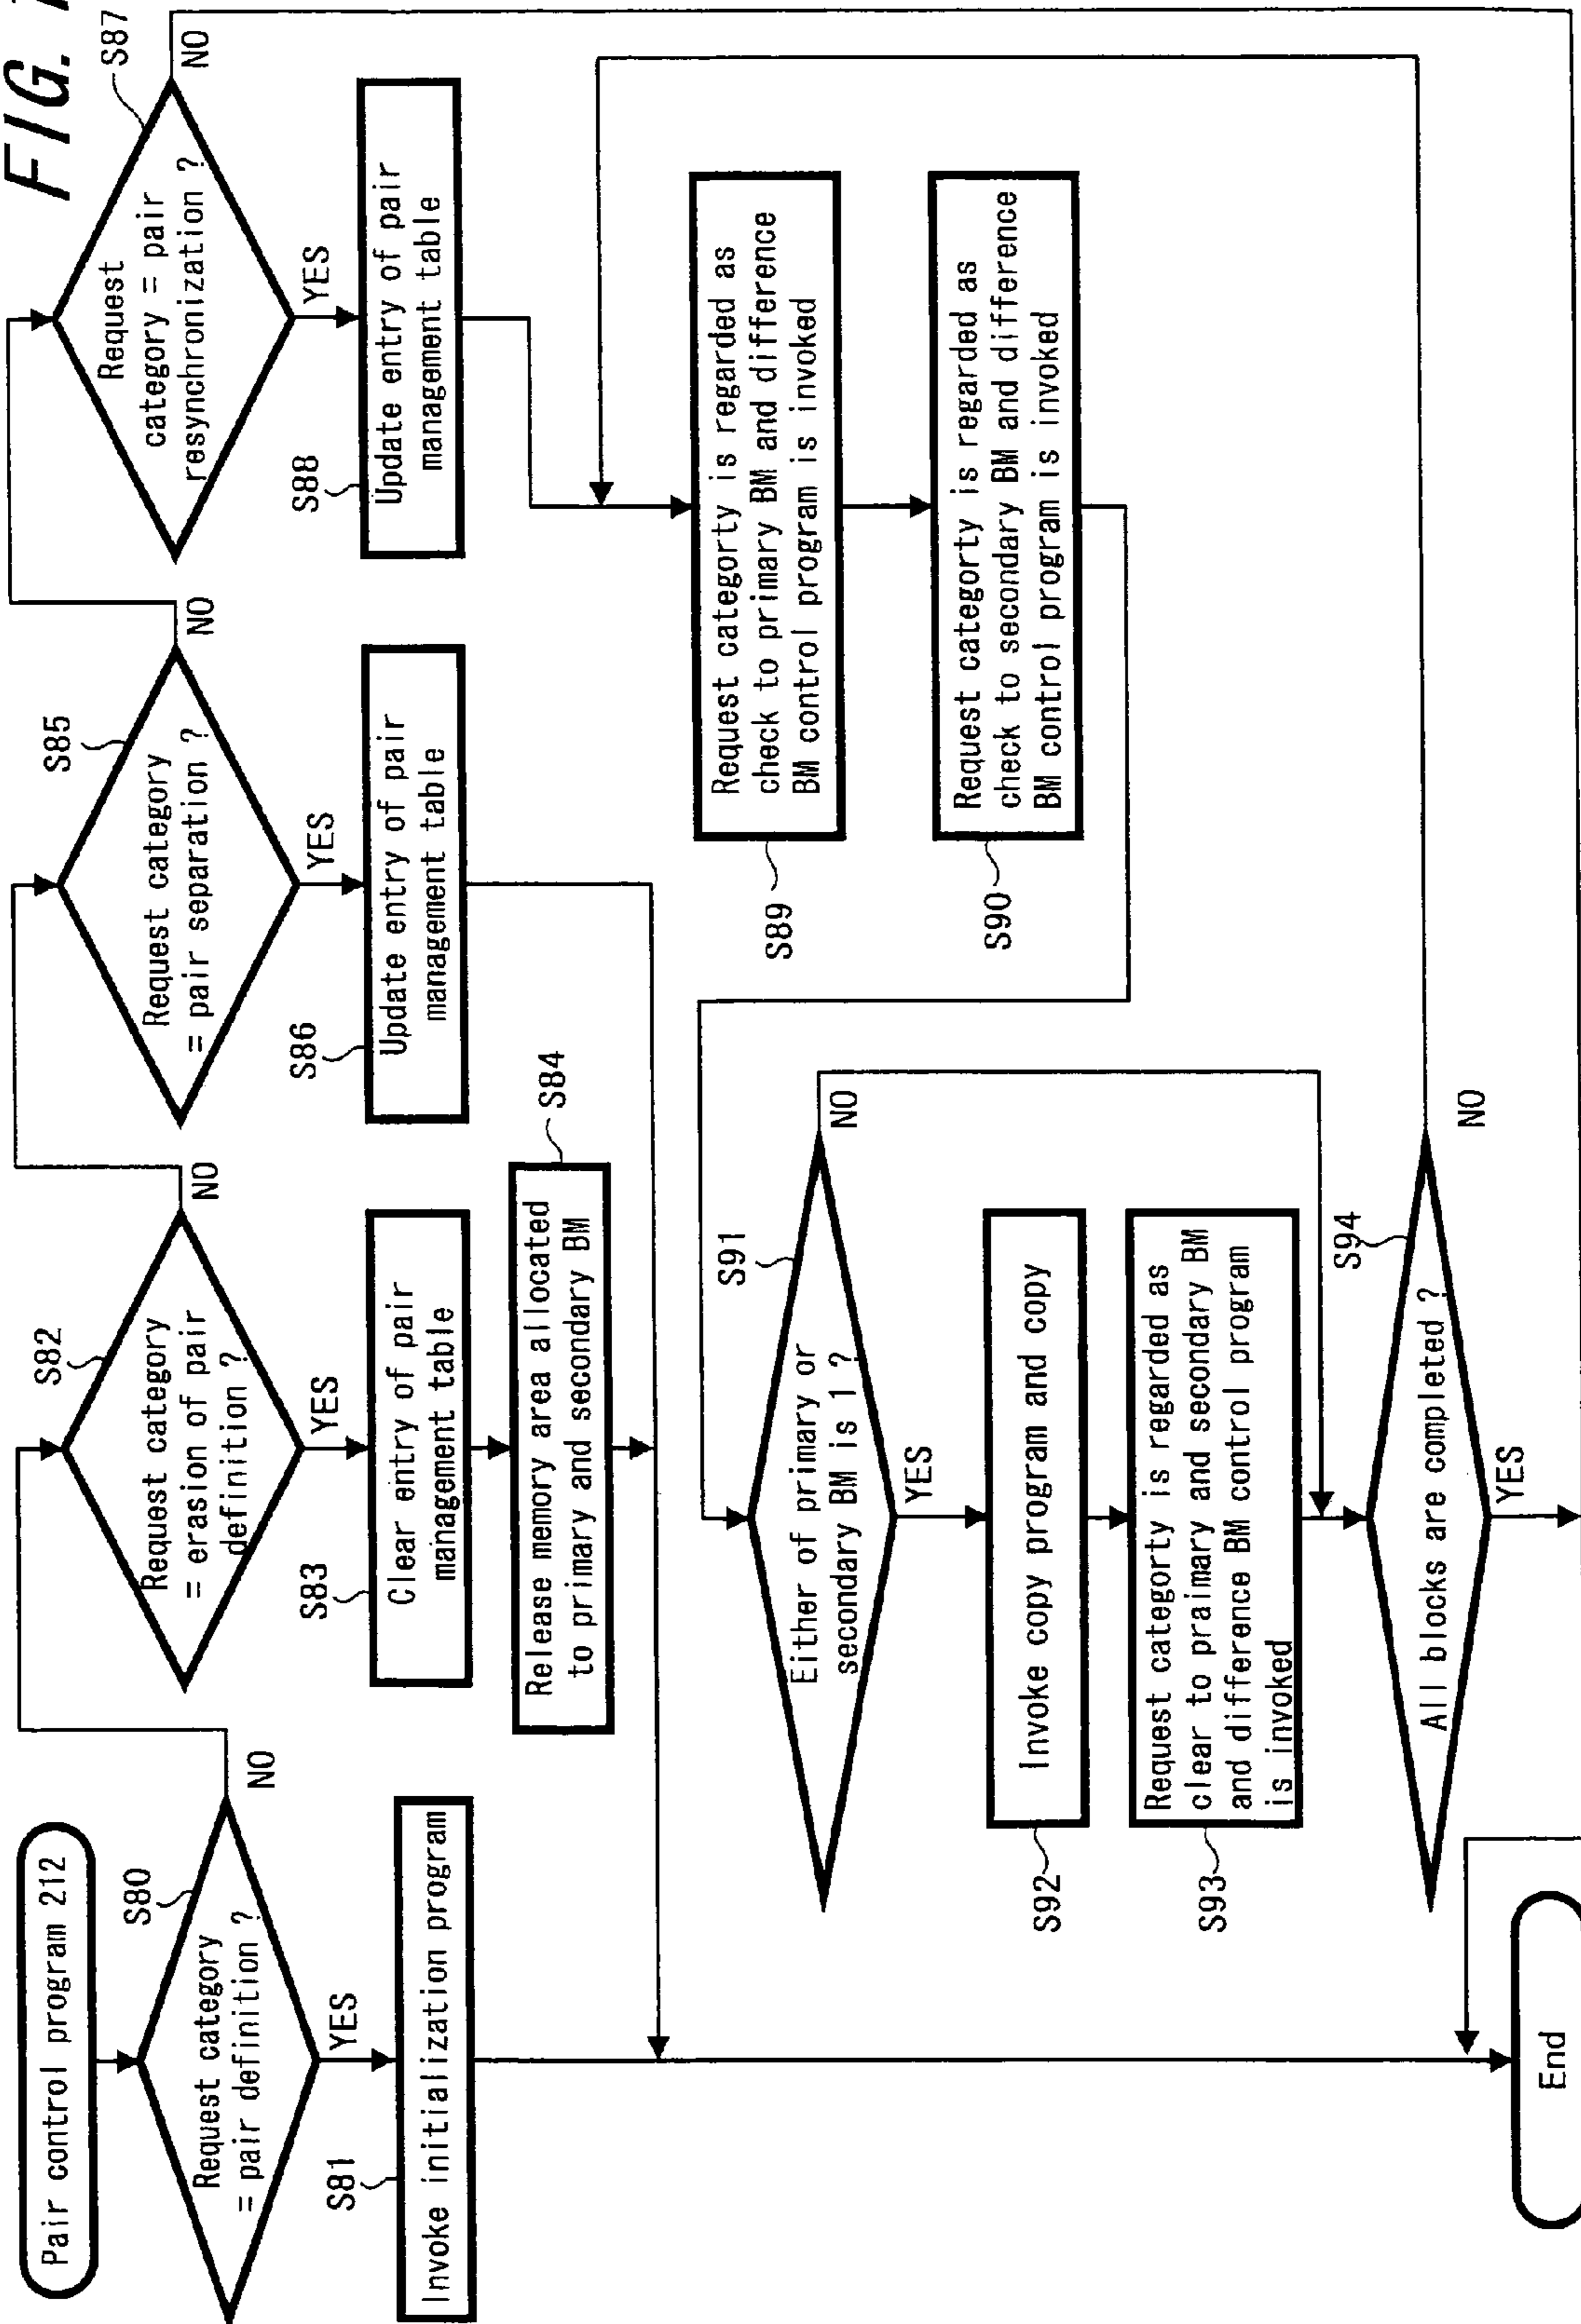 FIG. 1
Pair control program 212
S80
Request category
= pair definition ?
NO
YES
S81
Invoke initialization program
S82
Request category
= erasion of pair
definition ?
NO
YES
S83
Clear entry of pair
management table
S84
Release memory area allocated
to primary and secondary BM
S85
Request category
= pair separation ?
NO
YES
S86
Update entry of pair
management table
S87
Request
category = pair
resynchronization ?
NO
YES
S88
Update entry of pair
management table
S89
Request categorty is regarded as
check to primary BM and difference
BM control program is invoked
S90
Request categorty is regarded as
check to secondary BM and difference
BM control program is invoked
S91
Either of primary or
secondary BM is 1 ?
NO
YES
S92
Invoke copy program and copy
S93
Request categorty is regarded as
clear to praimary and secondary BM
and difference BM control program
is invoked
S94
All blocks are completed ?
NO
YES
End